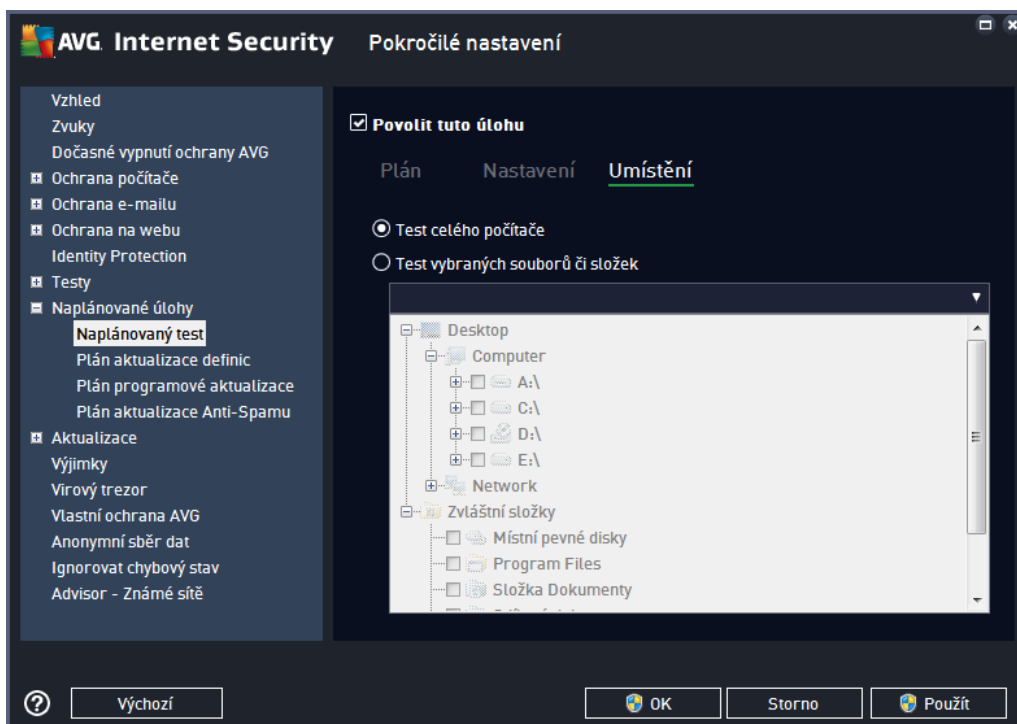 AVG Internet Security
Pokročilé nastavení
Vzhled
Zvuky
Dočasné vypnutí ochrany AVG
Ochrana počítače
Ochrana e-mailu
Ochrana na webu
Identity Protection
Testy
Naplánované úlohy
Naplánovaný test
Plán aktualizace definic
Plán programové aktualizace
Plán aktualizace Anti-Spamu
Aktualizace
Výjimky
Virový trezor
Vlastní ochrana AVG
Anonymní sběr dat
Ignorovat chybový stav
Advisor - Známé sítě
Povolit tuto úlohu
Plán Nastavení Umístění
Test celého počítače
Test vybraných souborů či složek
Desktop
Computer
A:\
C:\
D:\
E:\
Network
Zvláštní složky
Místní pevné disky
Program Files
Složka Dokumenty
? Výchozí OK Storno Použít